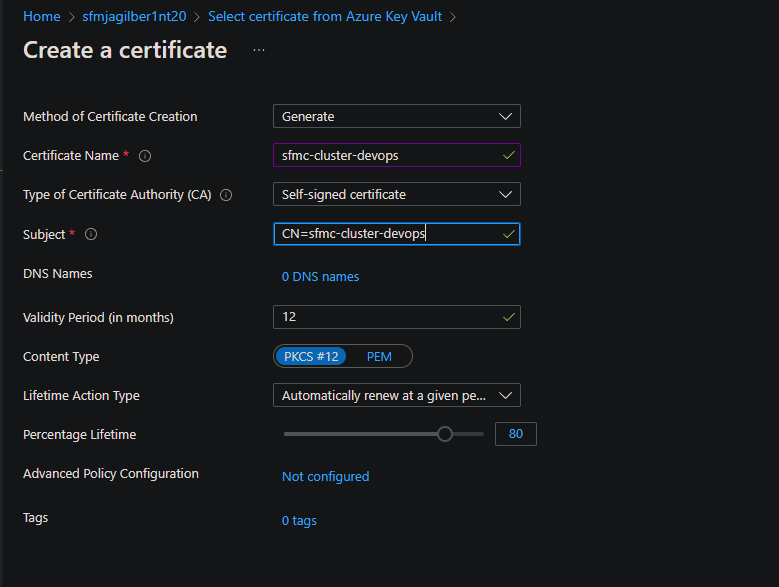 Home > sfmjagilber1nt20 > Select certificate from Azure Key Vault >
Create a certificate ...
Method of Certificate Creation Generate
Certificate Name * sfmc-cluster-devops
Type of Certificate Authority (CA) Self-signed certificate
Subject * CN=sfmc-cluster-devops
DNS Names 0 DNS names
Validity Period (in months) 12
Content Type PKCS #12 PEM
Lifetime Action Type Automatically renew at a given pe...
Percentage Lifetime 80
Advanced Policy Configuration Not configured
Tags 0 tags